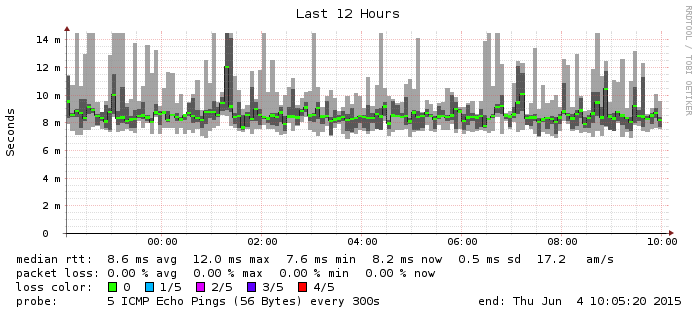 Last 12 Hours
RRDTOOL / TOBI OETIKER
Seconds
14 m
12 m
10 m
8 m
6 m
4 m
2 m
0
00:00 02:00 04:00 06:00 08:00 10:00
median rtt: 8.6 ms avg 12.0 ms max 7.6 ms min 8.2 ms now 0.5 ms sd 17.2 am/s
packet loss: 0.00 % avg 0.00 % max 0.00 % min 0.00 % now
loss color: 0 1/5 2/5 3/5 4/5
probe: 5 ICMP Echo Pings (56 Bytes) every 300s end: Thu Jun 4 10:05:20 2015